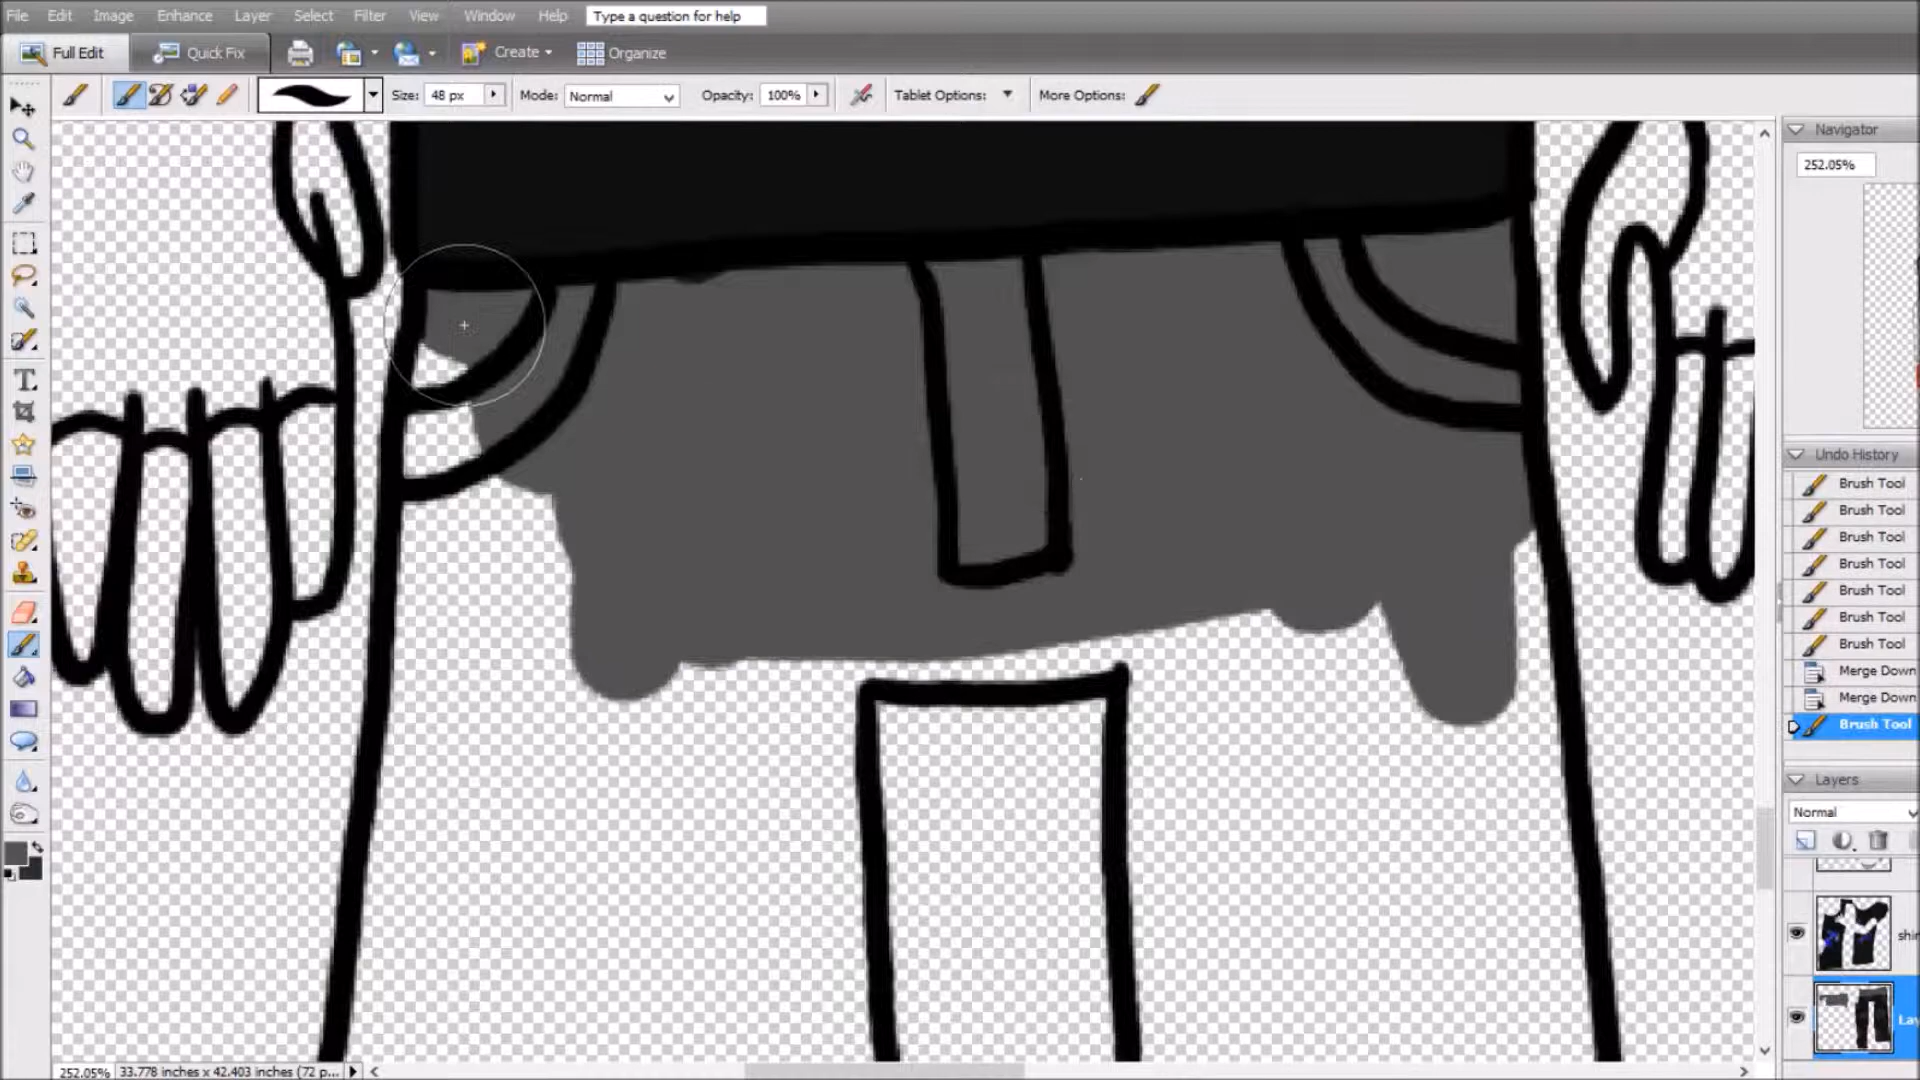 File Edit Image Enhance Layer Select Filter View Window Help Type a question for help
Full Edit Quick Fix Create Organize
Size: 48 px Mode: Normal Opacity: 100% Tablet Options: More Options:
Navigator
252.05%
Undo History
Brush Tool
Brush Tool
Brush Tool
Brush Tool
Brush Tool
Brush Tool
Brush Tool
Merge Down
Merge Down
Brush Tool
Layers
Normal
shir
Lay
252.05% 33.778 inches x 42.403 inches (72 p...